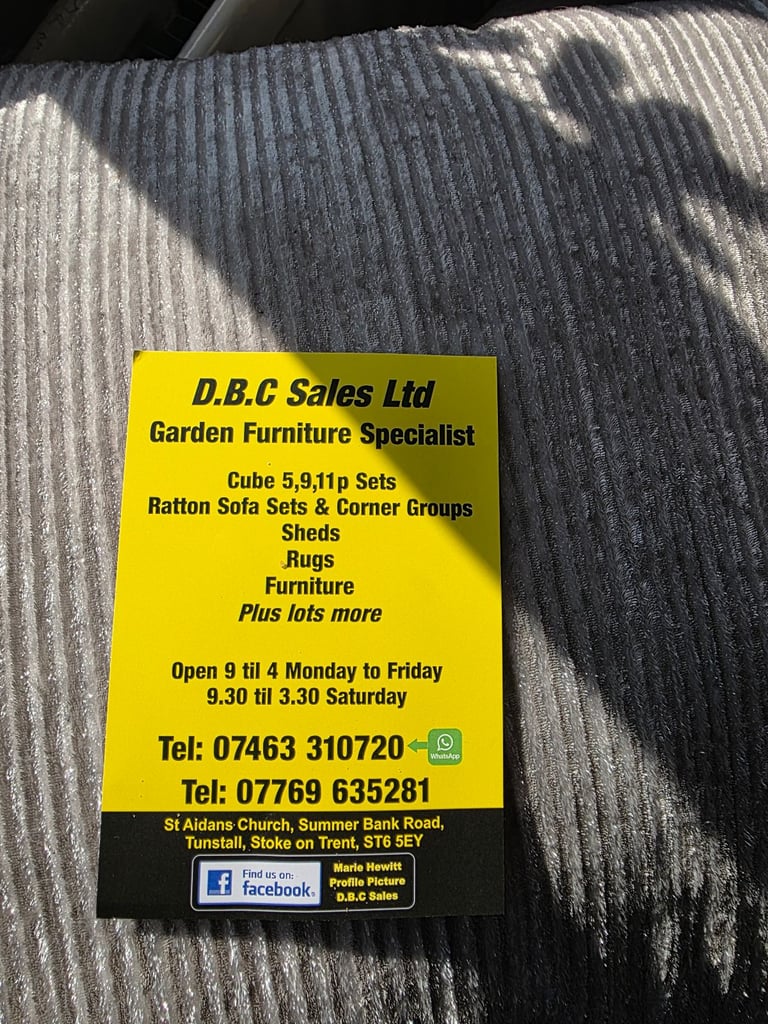 D.B.C Sales Ltd
Garden Furniture Specialist
Cube 5,9,11p Sets
Ratton Sofa Sets & Corner Groups
Sheds
Rugs
Furniture
Plus lots more
Open 9 til 4 Monday to Friday
9.30 til 3.30 Saturday
Tel: 07463 310720
WhatsApp
Tel: 07769 635281
St Aidans Church, Summer Bank Road,
Tunstall, Stoke on Trent, ST6 5EY
Find us on:
facebook®
Marie Hewitt
Profile Picture
D.B.C Sales